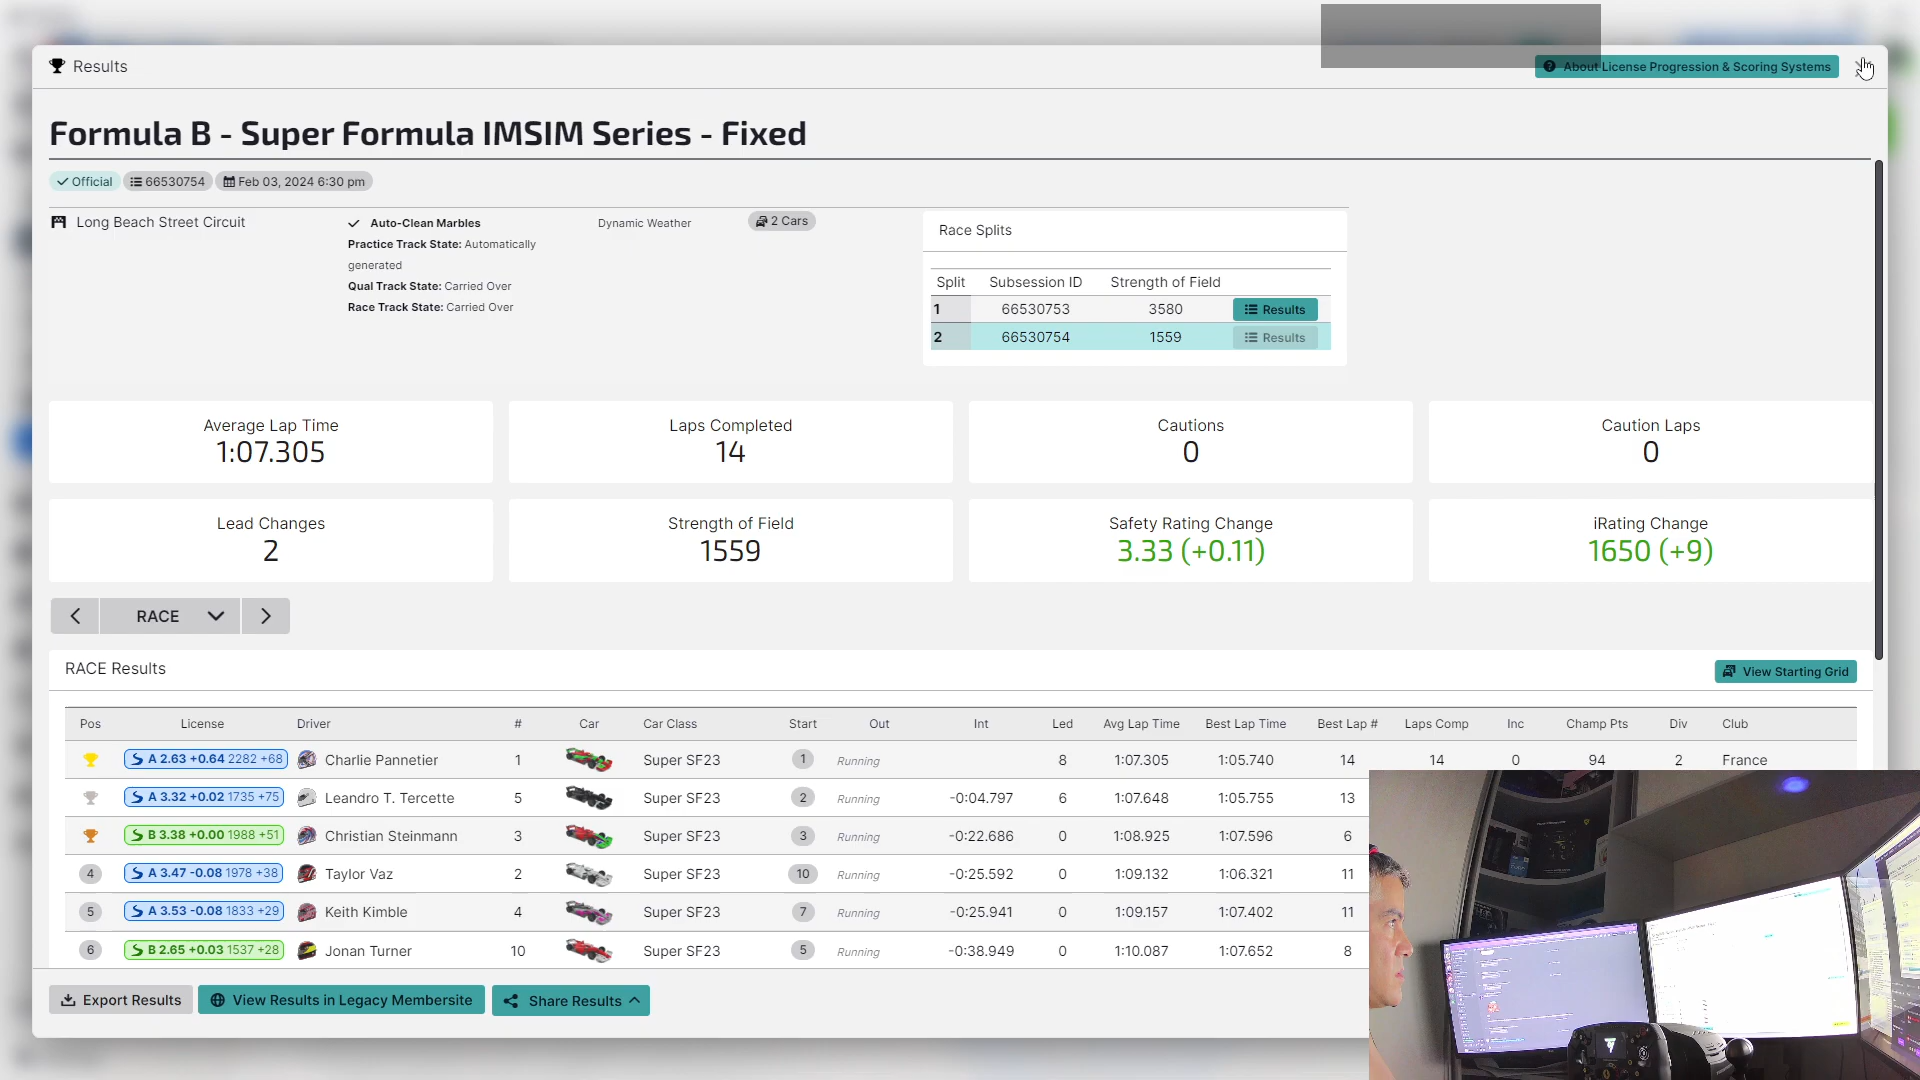 Results
About License Progression & Scoring Systems
Formula B - Super Formula IMSIM Series - Fixed
Official 66530754 Feb 03, 2024 6:30 pm
Long Beach Street Circuit
Auto-Clean Marbles
Practice Track State: Automatically generated
Qual Track State: Carried Over
Race Track State: Carried Over
Dynamic Weather
2 Cars
Race Splits
Split Subsession ID Strength of Field
1 66530753 3580 Results
2 66530754 1559 Results
Average Lap Time
1:07.305
Laps Completed
14
Cautions
0
Caution Laps
0
Lead Changes
2
Strength of Field
1559
Safety Rating Change
3.33 (+0.11)
iRating Change
1650 (+9)
RACE
RACE Results
View Starting Grid
Pos License Driver # Car Car Class Start Out Int Led Avg Lap Time Best Lap Time Best Lap # Laps Comp Inc Champ Pts Div Club
A 2.63 +0.64 2282 +68 Charlie Pannetier 1 Super SF23 1 Running 8 1:07.305 1:05.740 14 14 0 94 2 France
A 3.32 +0.02 1735 +75 Leandro T. Tercette 5 Super SF23 2 Running -0:04.797 6 1:07.648 1:05.755 13
B 3.38 +0.00 1988 +51 Christian Steinmann 3 Super SF23 3 Running -0:22.686 0 1:08.925 1:07.596 6
4 A 3.47 -0.08 1978 +38 Taylor Vaz 2 Super SF23 10 Running -0:25.592 0 1:09.132 1:06.321 11
5 A 3.53 -0.08 1833 +29 Keith Kimble 4 Super SF23 7 Running -0:25.941 0 1:09.157 1:07.402 11
6 B 2.65 +0.03 1537 +28 Jonan Turner 10 Super SF23 5 Running -0:38.949 0 1:10.087 1:07.652 8
Export Results
View Results in Legacy Membersite
Share Results